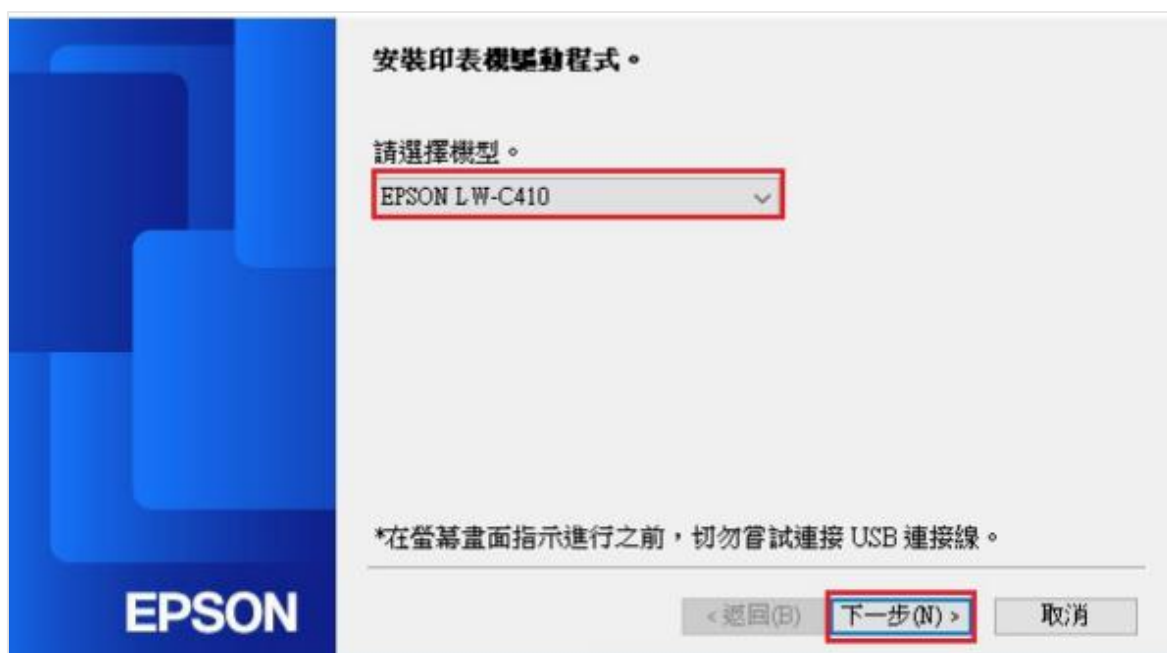 安裝印表機驅動程式。
請選擇機型。
EPSON LW-C410
*在螢幕畫面指示進行之前，切勿嘗試連接 USB 連接線。
EPSON
<返回(B)
下一步(N)>
取消